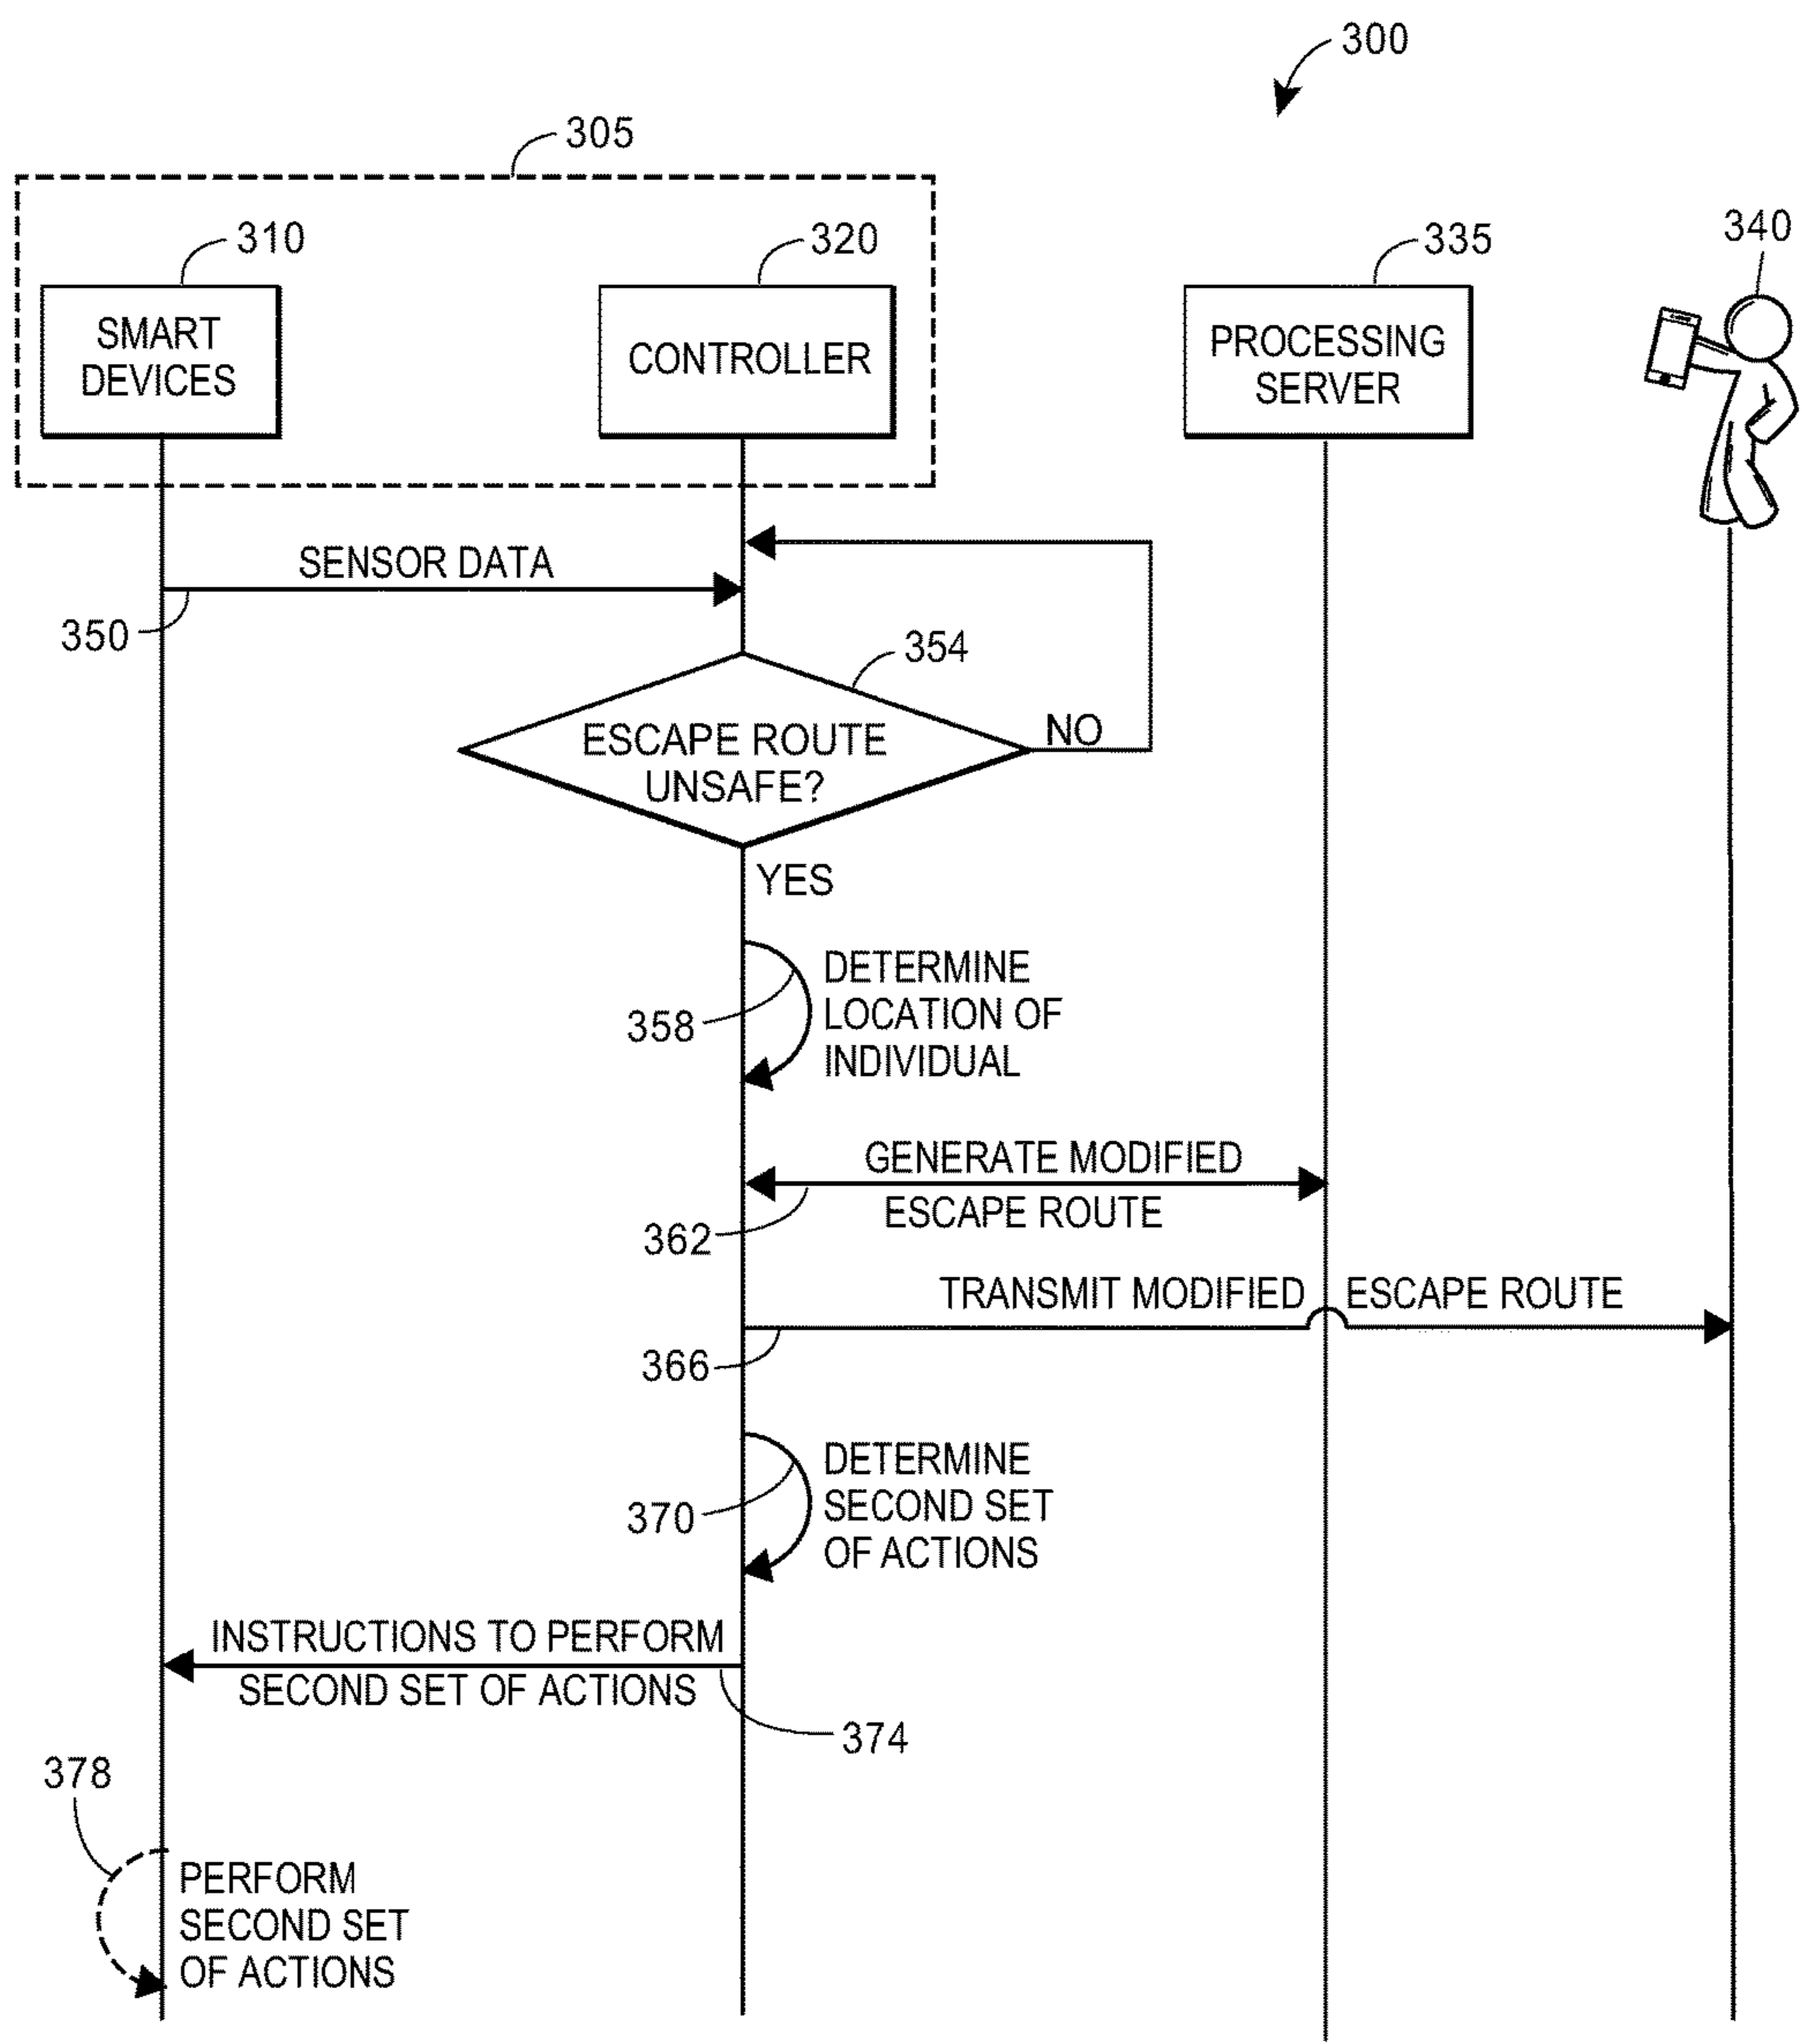 300
305
310
320
335
340
SMART
DEVICES
CONTROLLER
PROCESSING
SERVER
SENSOR DATA
350
354
ESCAPE ROUTE
UNSAFE?
NO
YES
358
DETERMINE
LOCATION OF
INDIVIDUAL
GENERATE MODIFIED
ESCAPE ROUTE
362
TRANSMIT MODIFIED ESCAPE ROUTE
366
370
DETERMINE
SECOND SET
OF ACTIONS
INSTRUCTIONS TO PERFORM
SECOND SET OF ACTIONS
374
378
PERFORM
SECOND SET
OF ACTIONS